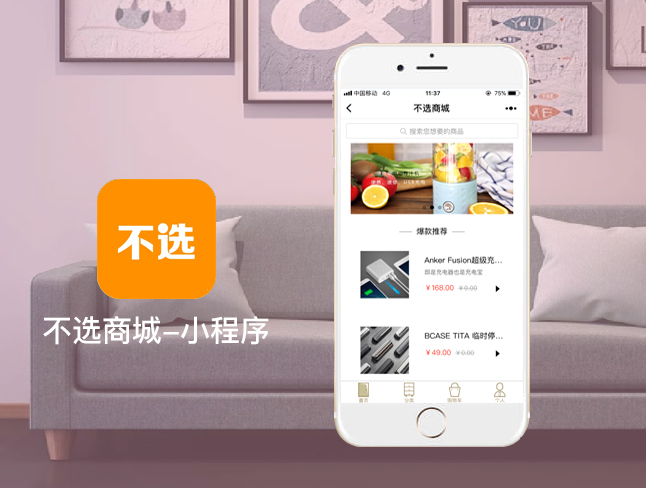 不选
不选商城–小程序
中国移动 4G 11:37 75%
不选商城
搜索您想要的商品
爆款推荐
Anker Fusion超级充...
即是充电器也是充电宝
￥168.00 ￥0.00
BCASE TITA 临时停...
￥49.00 ￥0.00
首页 分类 购物车 个人